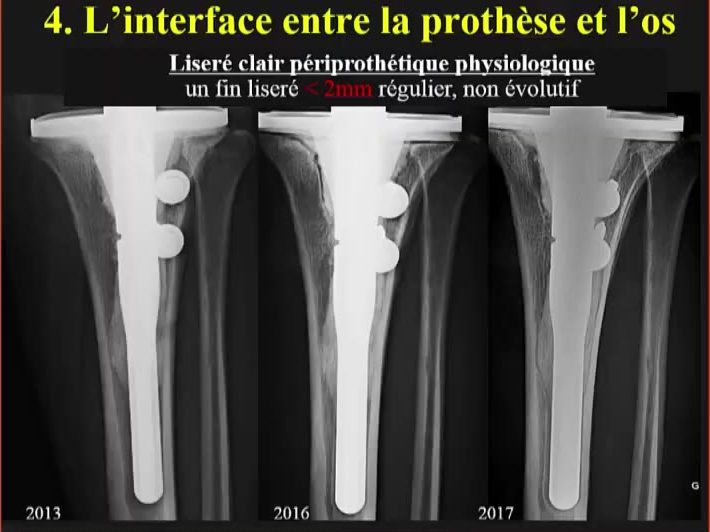 4. L’interface entre la prothèse et l’os
Liseré clair périprothétique physiologique
un fin liseré < 2mm régulier, non évolutif
G
2013
2016
2017